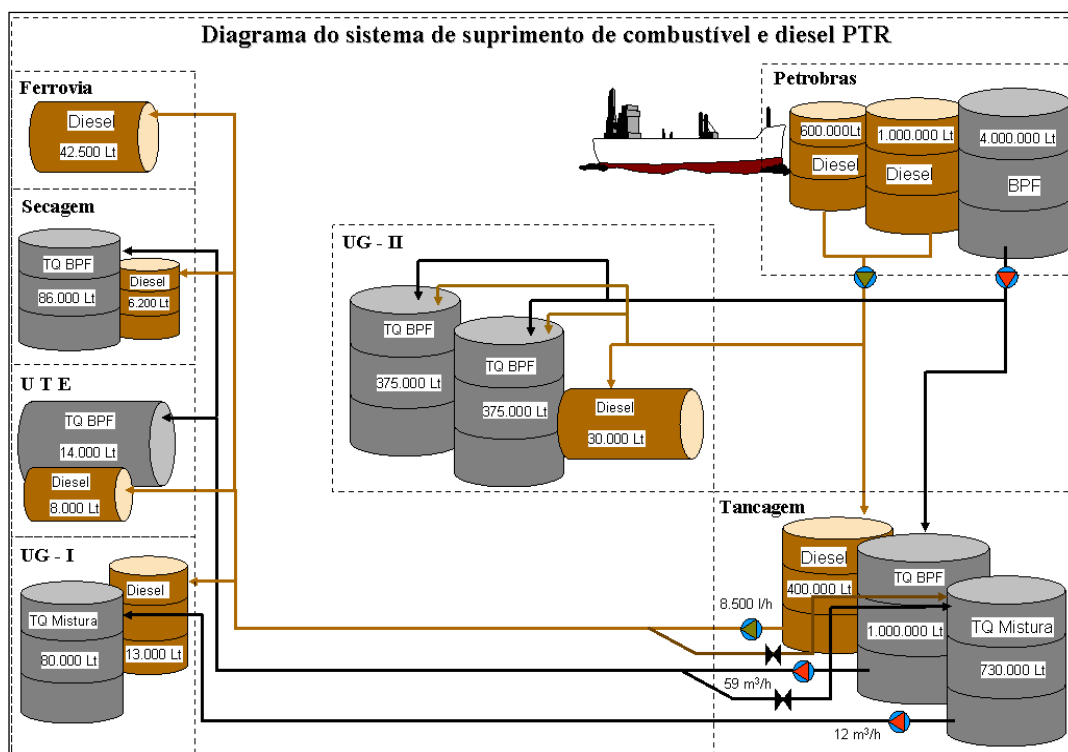 Diagrama do sistema de suprimento de combustível e diesel PTR
Ferrovia
Diesel
42.500 Lt
Petrobras
600.000Lt
Diesel
1.000.000 Lt
Diesel
4.000.000 Lt
BPF
Secagem
TQ BPF
86.000 Lt
Diesel
6.200 Lt
UG - II
TQ BPF
375.000 Lt
TQ BPF
375.000 Lt
Diesel
30.000 Lt
U T E
TQ BPF
14.000 Lt
Diesel
8.000 Lt
Tancagem
Diesel
400.000 Lt
TQ BPF
1.000.000 Lt
TQ Mistura
730.000 Lt
8.500 l/h
59 m³/h
12 m³/h
UG - I
Diesel
13.000 Lt
TQ Mistura
80.000 Lt